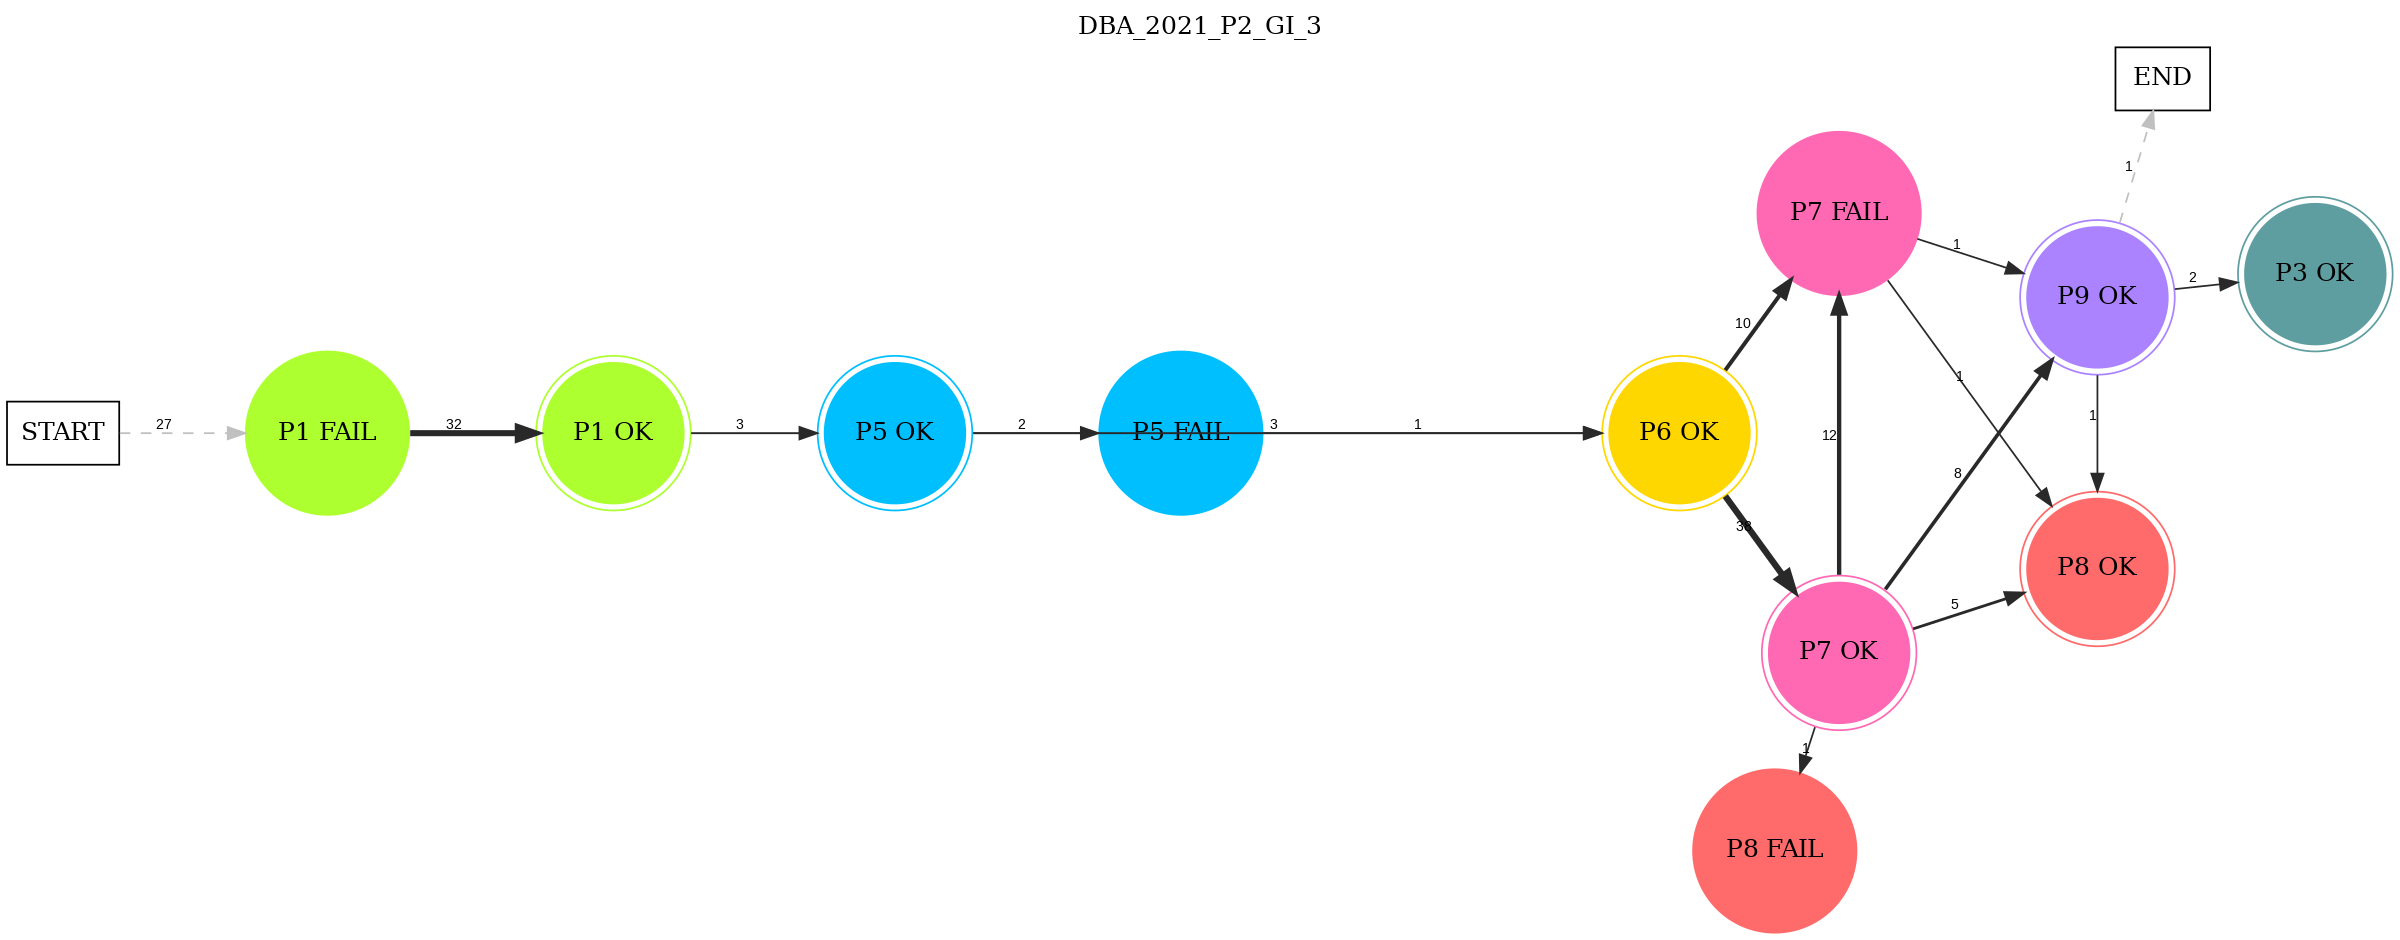 DBA_2021_P2_GI_3
END
1
P7 FAIL
1
P9 OK
2
P3 OK
10
1
START
27
P1 FAIL
32
P1 OK
3
P5 OK
2
P5 FAIL
3
1
P6 OK
12
1
8
38
P8 OK
5
P7 OK
1
P8 FAIL